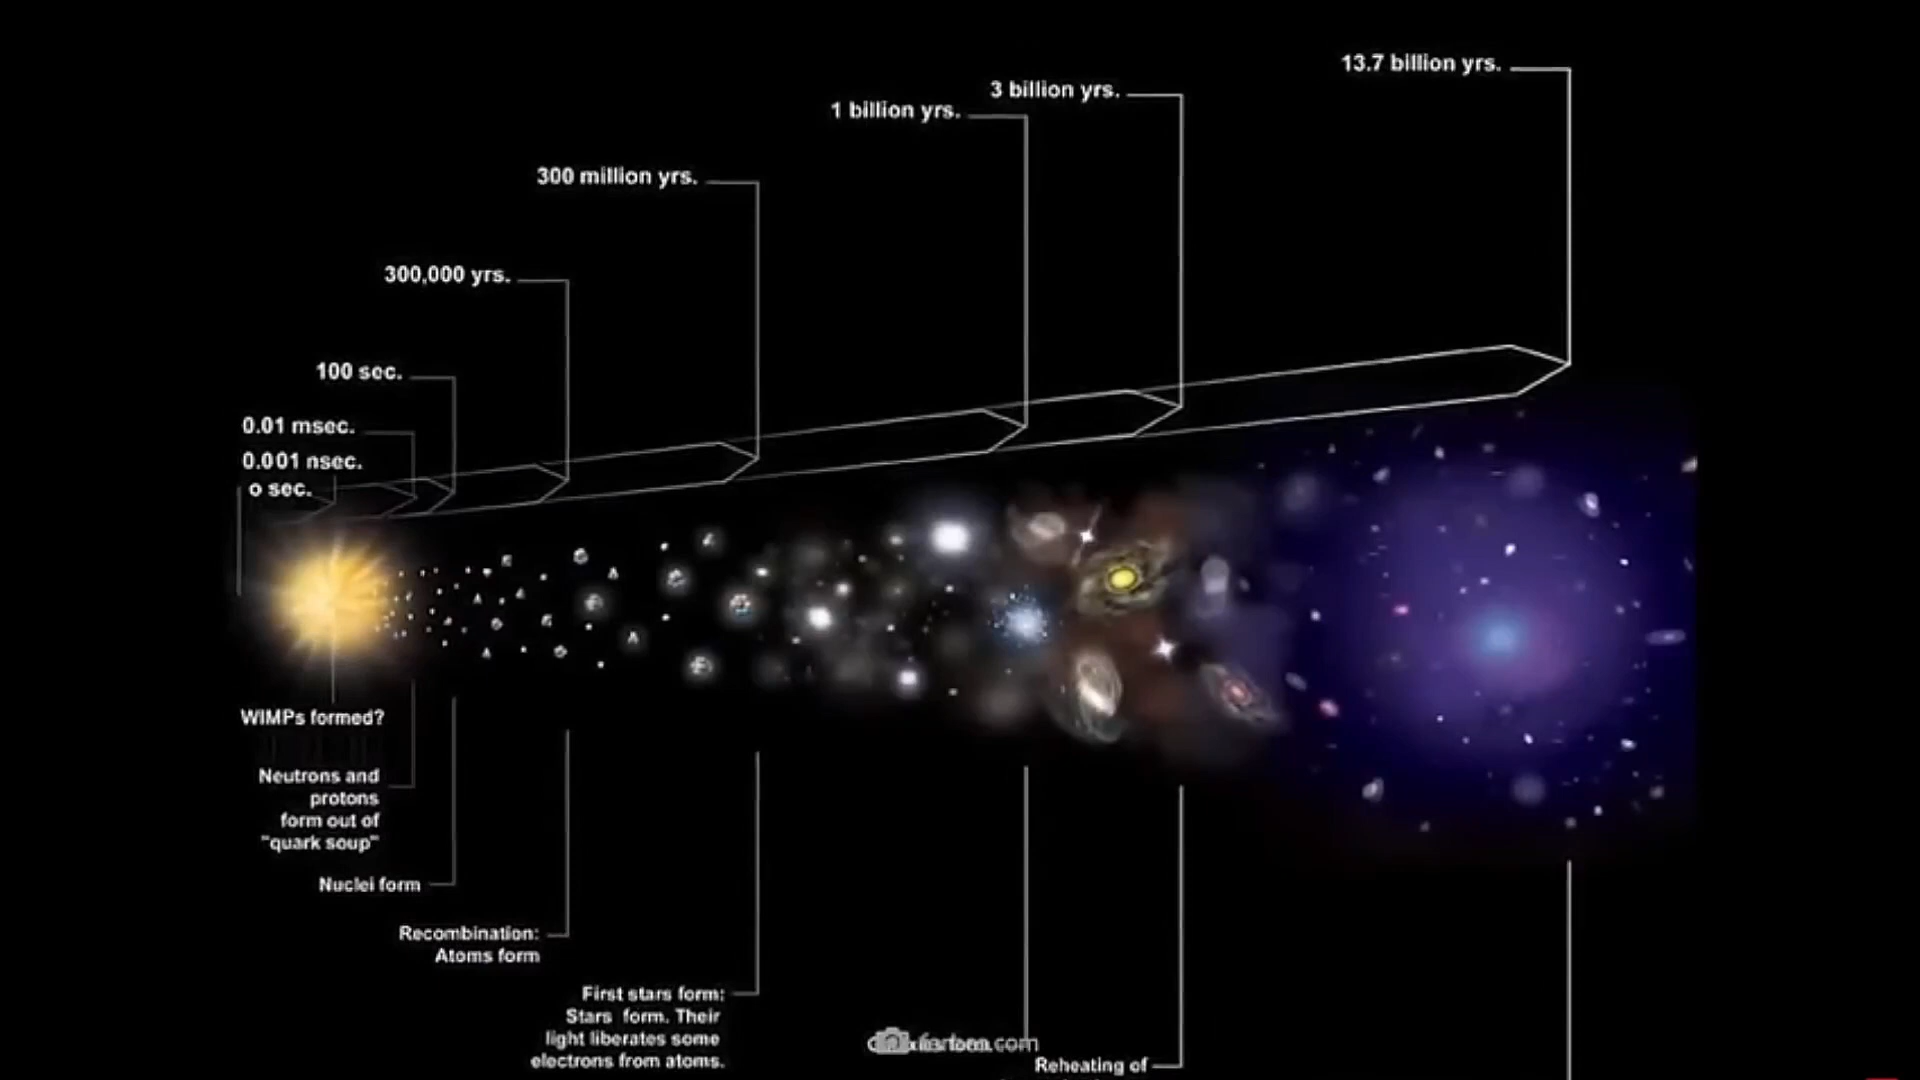 13.7 billion yrs.
3 billion yrs.
1 billion yrs.
300 million yrs.
300,000 yrs.
100 sec.
0.01 msec.
0.001 nsec.
o sec.
WIMPs formed?
Neutrons and
protons
form out of
"quark soup"
Nuclei form
Recombination:
Atoms form
First stars form:
Stars form. Their
light liberates some
electrons from atoms.
Reheating of